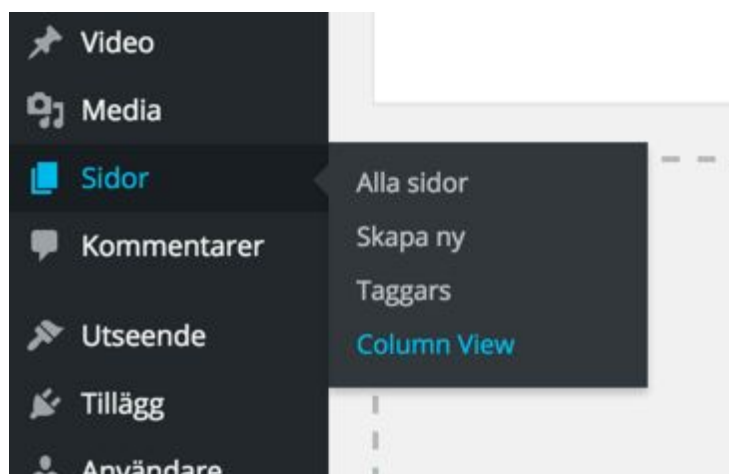 Video
Media
Sidor
Alla sidor
Skapa ny
Taggars
Column View
Kommentarer
Utseende
Tillägg
Användare